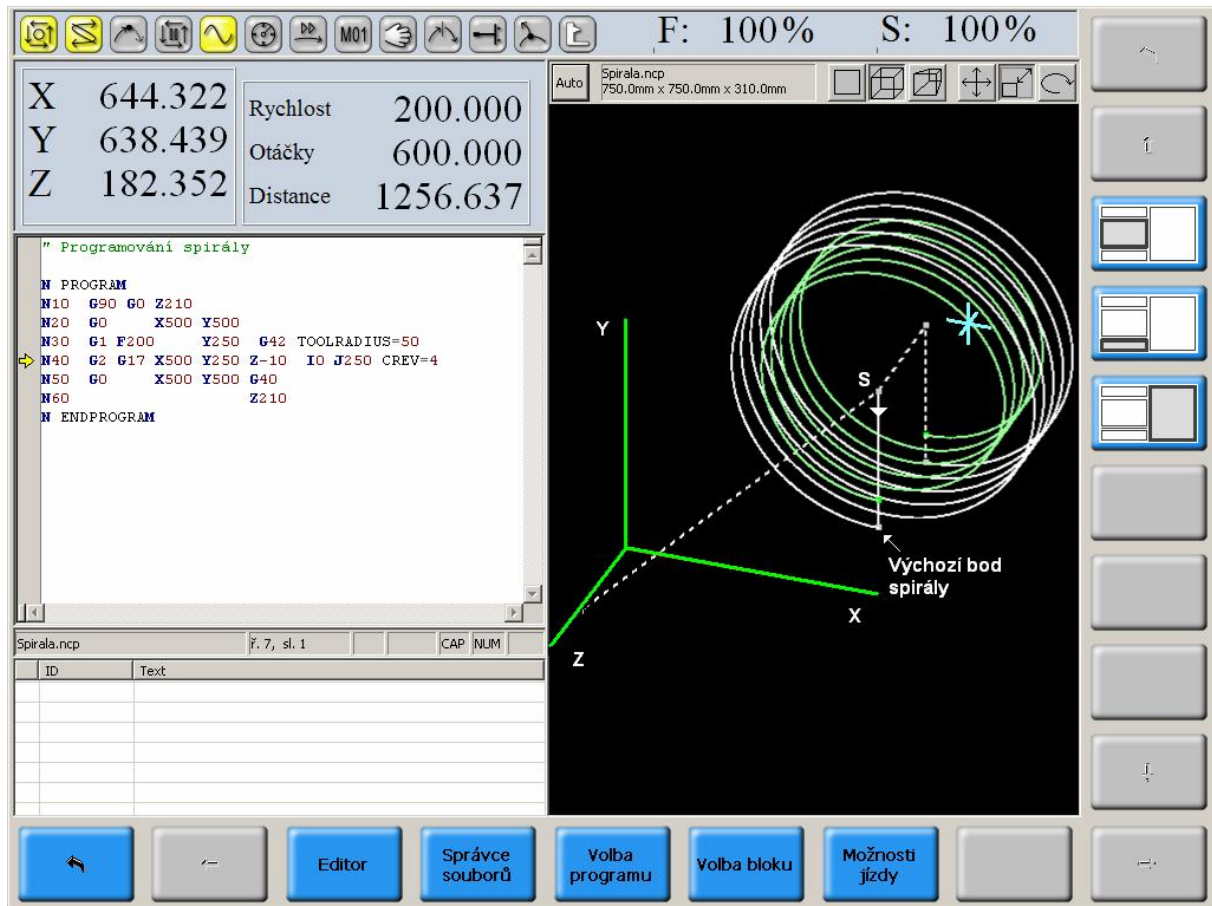 M01
F: 100% S: 100%
X 644.322
Y 638.439
Z 182.352
Rychlost 200.000
Otáčky 600.000
Distance 1256.637
Auto
Spirala.ncp
750.0mm x 750.0mm x 310.0mm
" Programování spirály
N PROGRAM
N10 G90 G0 Z210
N20 G0 X500 Y500
N30 G1 F200 Y250 G42 TOOLRADIUS=50
N40 G2 G17 X500 Y250 Z-10 I0 J250 CREV=4
N50 G0 X500 Y500 G40
N60 Z210
N ENDPROGRAM
Spirala.ncp ř. 7, sl. 1 CAP NUM
ID Text
Y
S
Výchozí bod
spirály
X
Z
Editor
Správce
souborů
Volba
programu
Volba bloku
Možnosti
jízdy